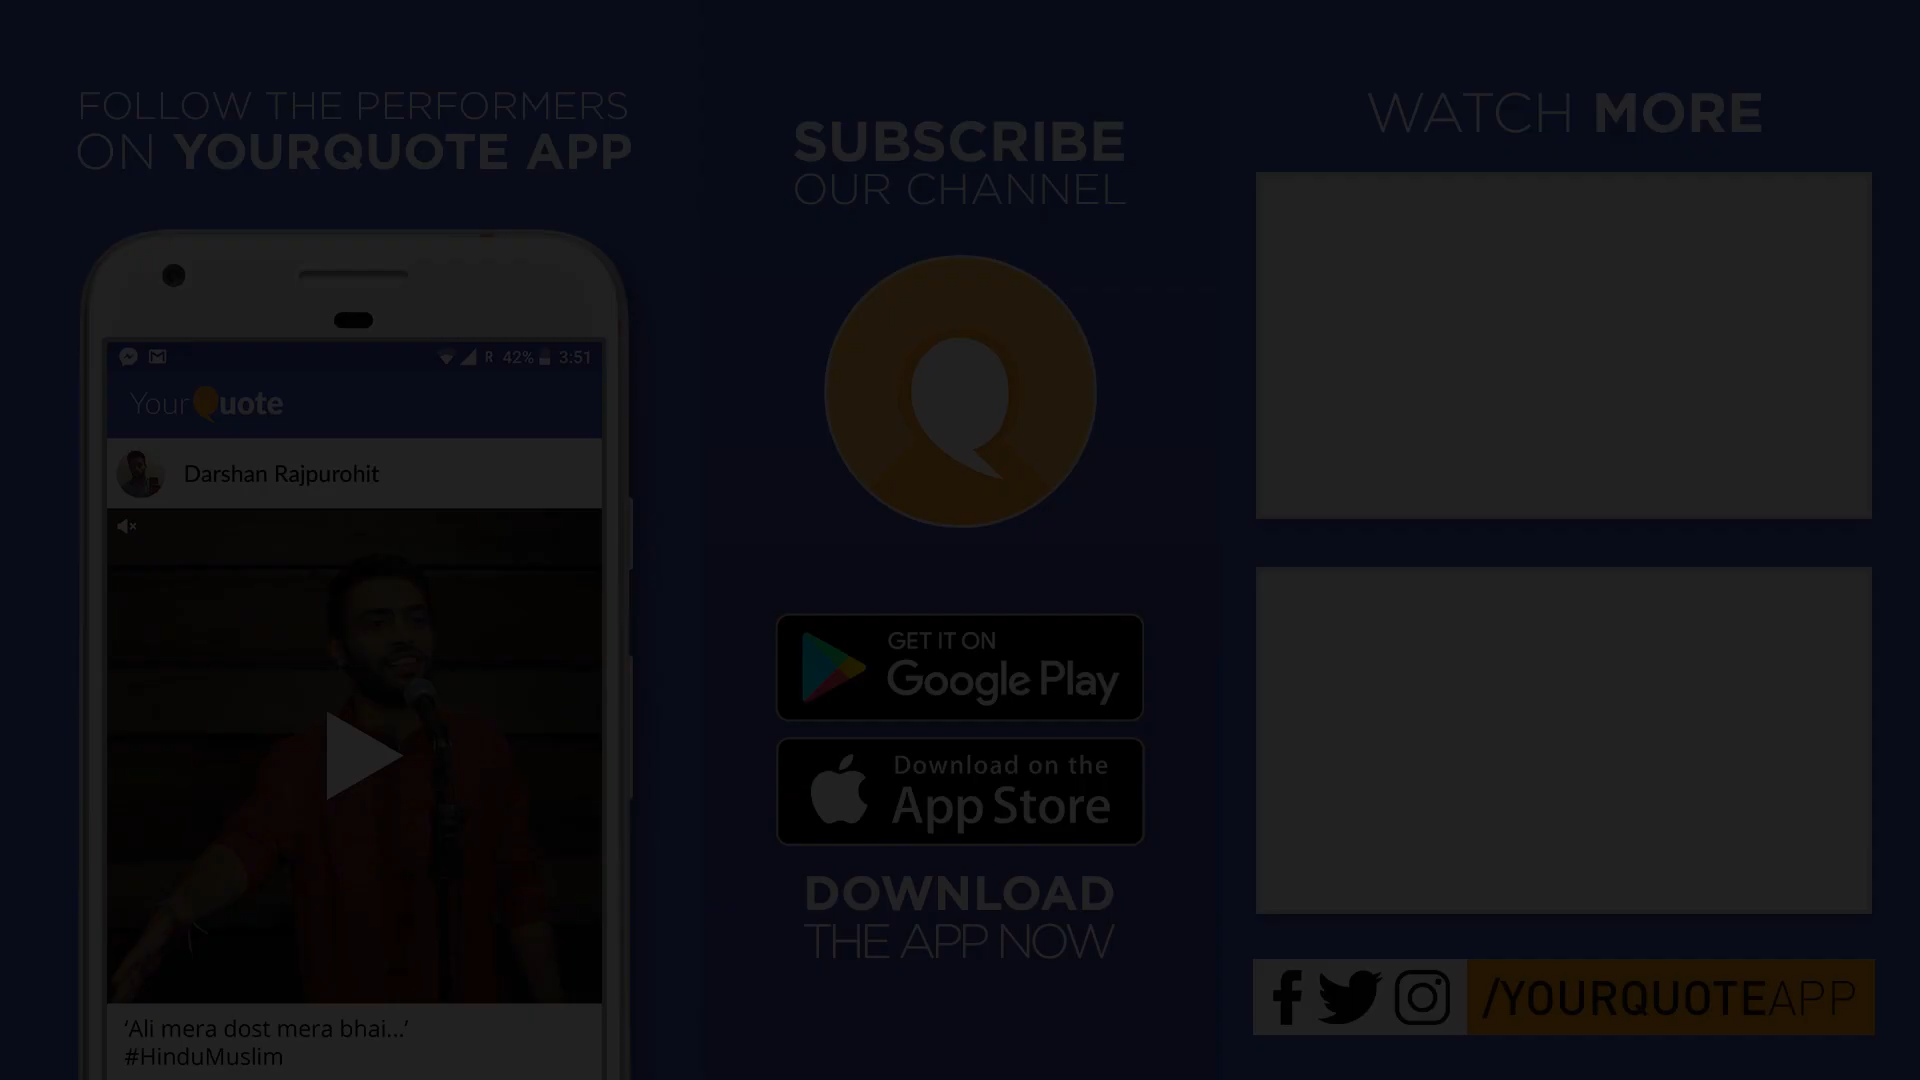 FOLLOW THE PERFORMERS
ON YOURQUOTE APP
R 42% 3:51
YourQuote
Darshan Rajpurohit
‘Ali mera dost mera bhai...’
#HinduMuslim
SUBSCRIBE
OUR CHANNEL
GET IT ON
Google Play
Download on the
App Store
DOWNLOAD
THE APP NOW
WATCH MORE
/YOURQUOTEAPP